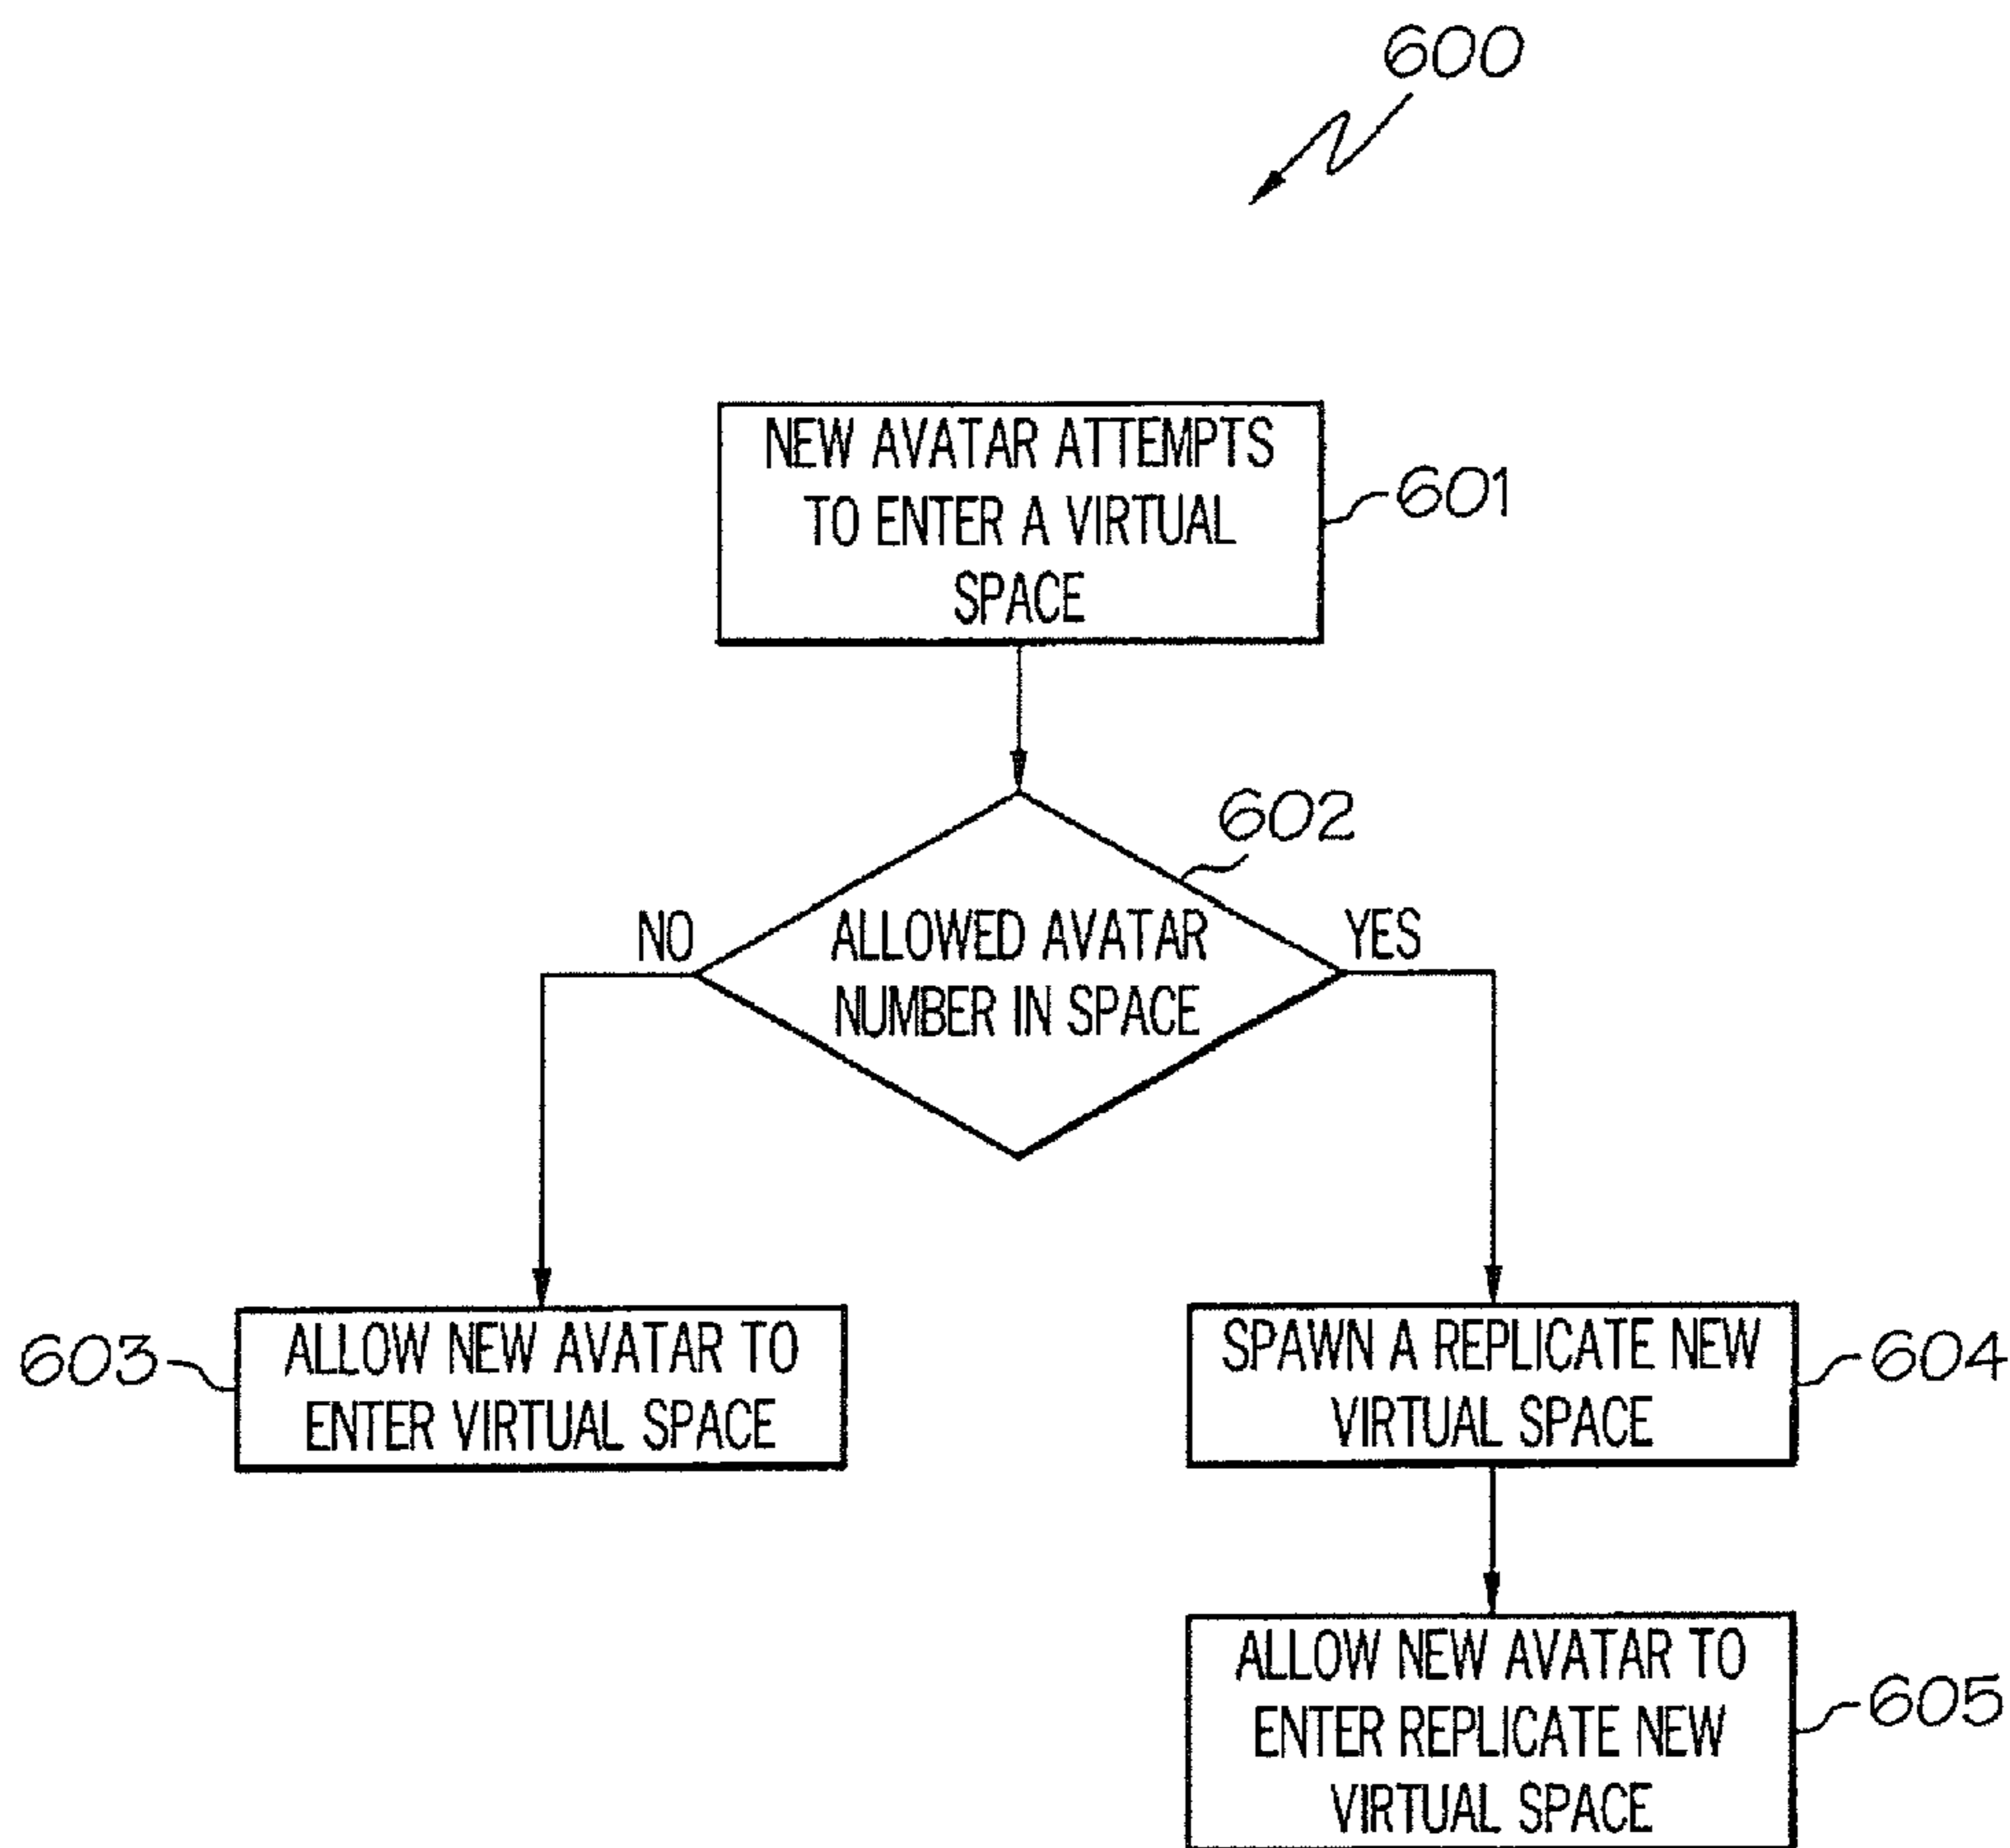 600
NEW AVATAR ATTEMPTS
TO ENTER A VIRTUAL
SPACE
601
602
NO
ALLOWED AVATAR
NUMBER IN SPACE
YES
603
ALLOW NEW AVATAR TO
ENTER VIRTUAL SPACE
SPAWN A REPLICATE NEW
VIRTUAL SPACE
604
ALLOW NEW AVATAR TO
ENTER REPLICATE NEW
VIRTUAL SPACE
605